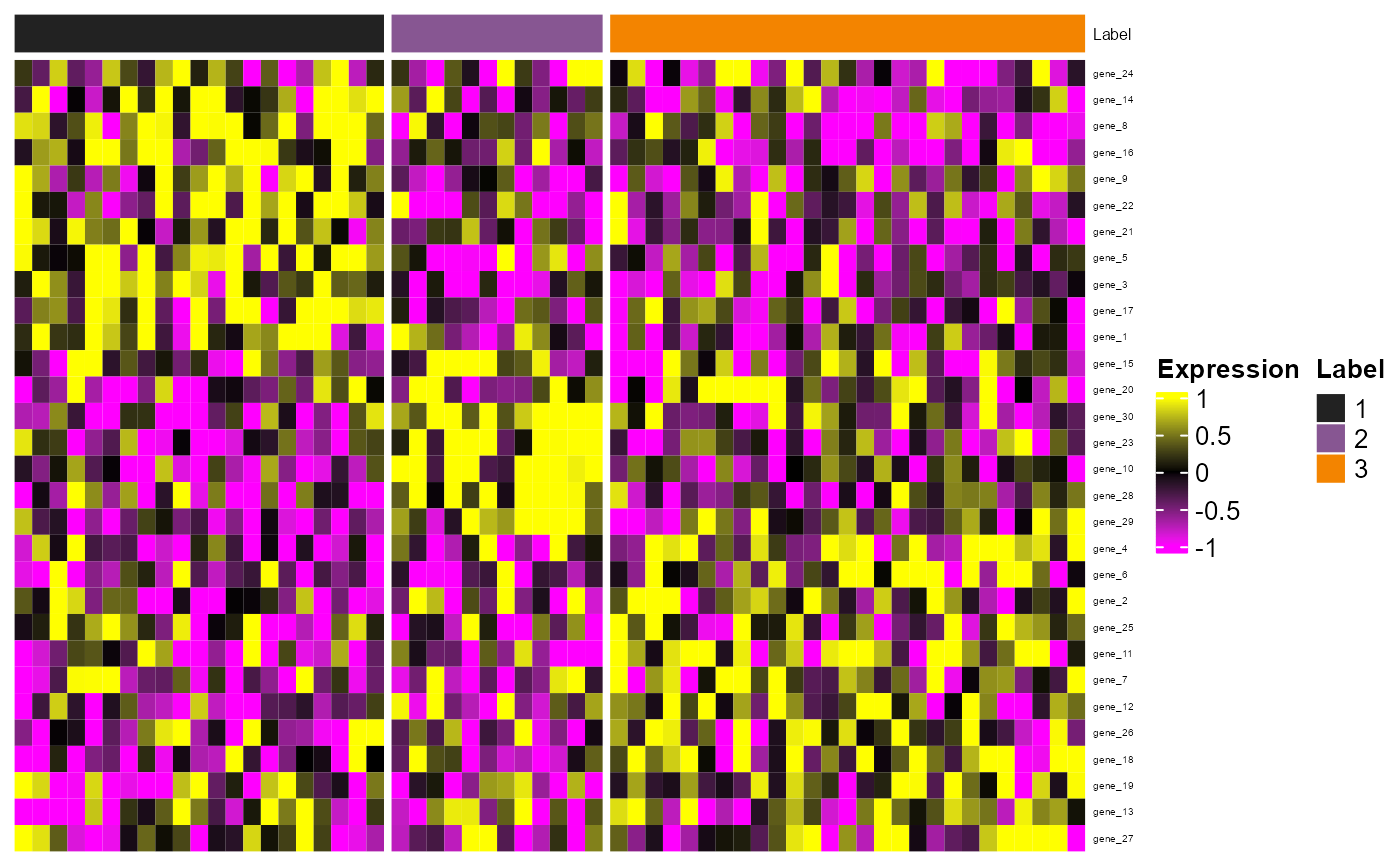 Label
gene_24
gene_14
gene_8
gene_16
gene_9
gene_22
gene_21
gene_5
gene_3
gene_17
gene_1
gene_15
gene_20
gene_30
gene_23
gene_10
gene_28
gene_29
gene_4
gene_6
gene_2
gene_25
gene_11
gene_7
gene_12
gene_26
gene_18
gene_19
gene_13
gene_27
Expression
1
0.5
0
-0.5
-1
Label
1
2
3